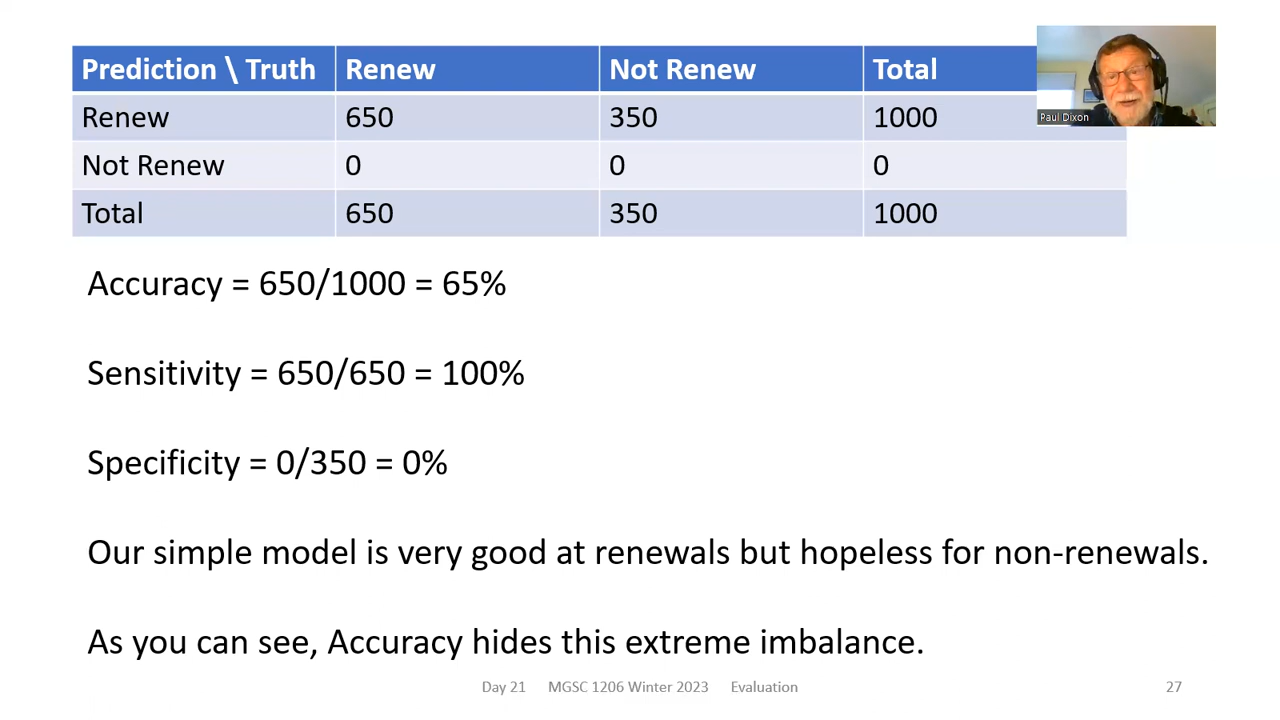 Prediction \ Truth Renew Not Renew Total
Renew 650 350 1000
Not Renew 0 0 0
Total 650 350 1000
Paul Dixon
Accuracy = 650/1000 = 65%
Sensitivity = 650/650 = 100%
Specificity = 0/350 = 0%
Our simple model is very good at renewals but hopeless for non-renewals.
As you can see, Accuracy hides this extreme imbalance.
Day 21 MGSC 1206 Winter 2023 Evaluation 27